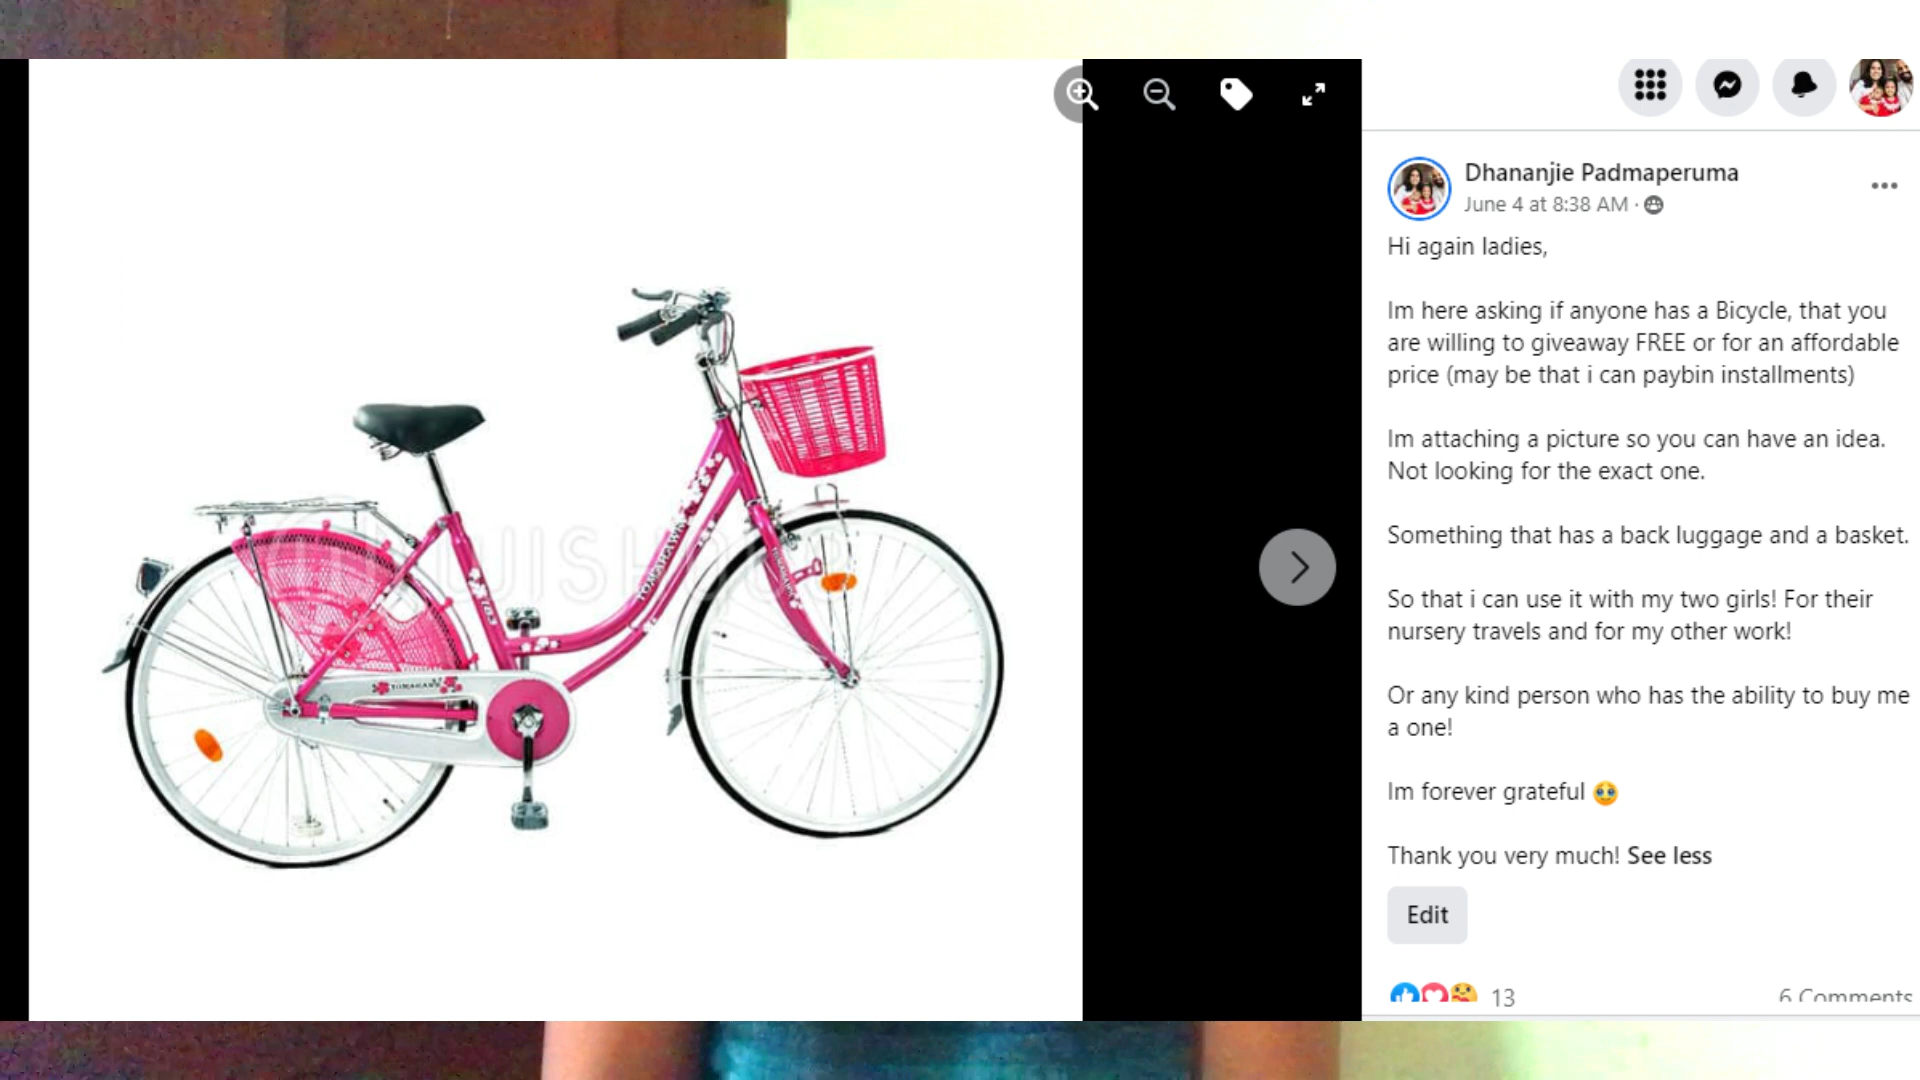 Dhananjie Padmaperuma
June 4 at 8:38 AM ·
Hi again ladies,
Im here asking if anyone has a Bicycle, that you
are willing to giveaway FREE or for an affordable
price (may be that i can paybin installments)
Im attaching a picture so you can have an idea.
Not looking for the exact one.
Something that has a back luggage and a basket.
So that i can use it with my two girls! For their
nursery travels and for my other work!
Or any kind person who has the ability to buy me
a one!
Im forever grateful 🥹
Thank you very much! See less
Edit
13
6 Comments
TOMAHAWK
TOMAHAWK